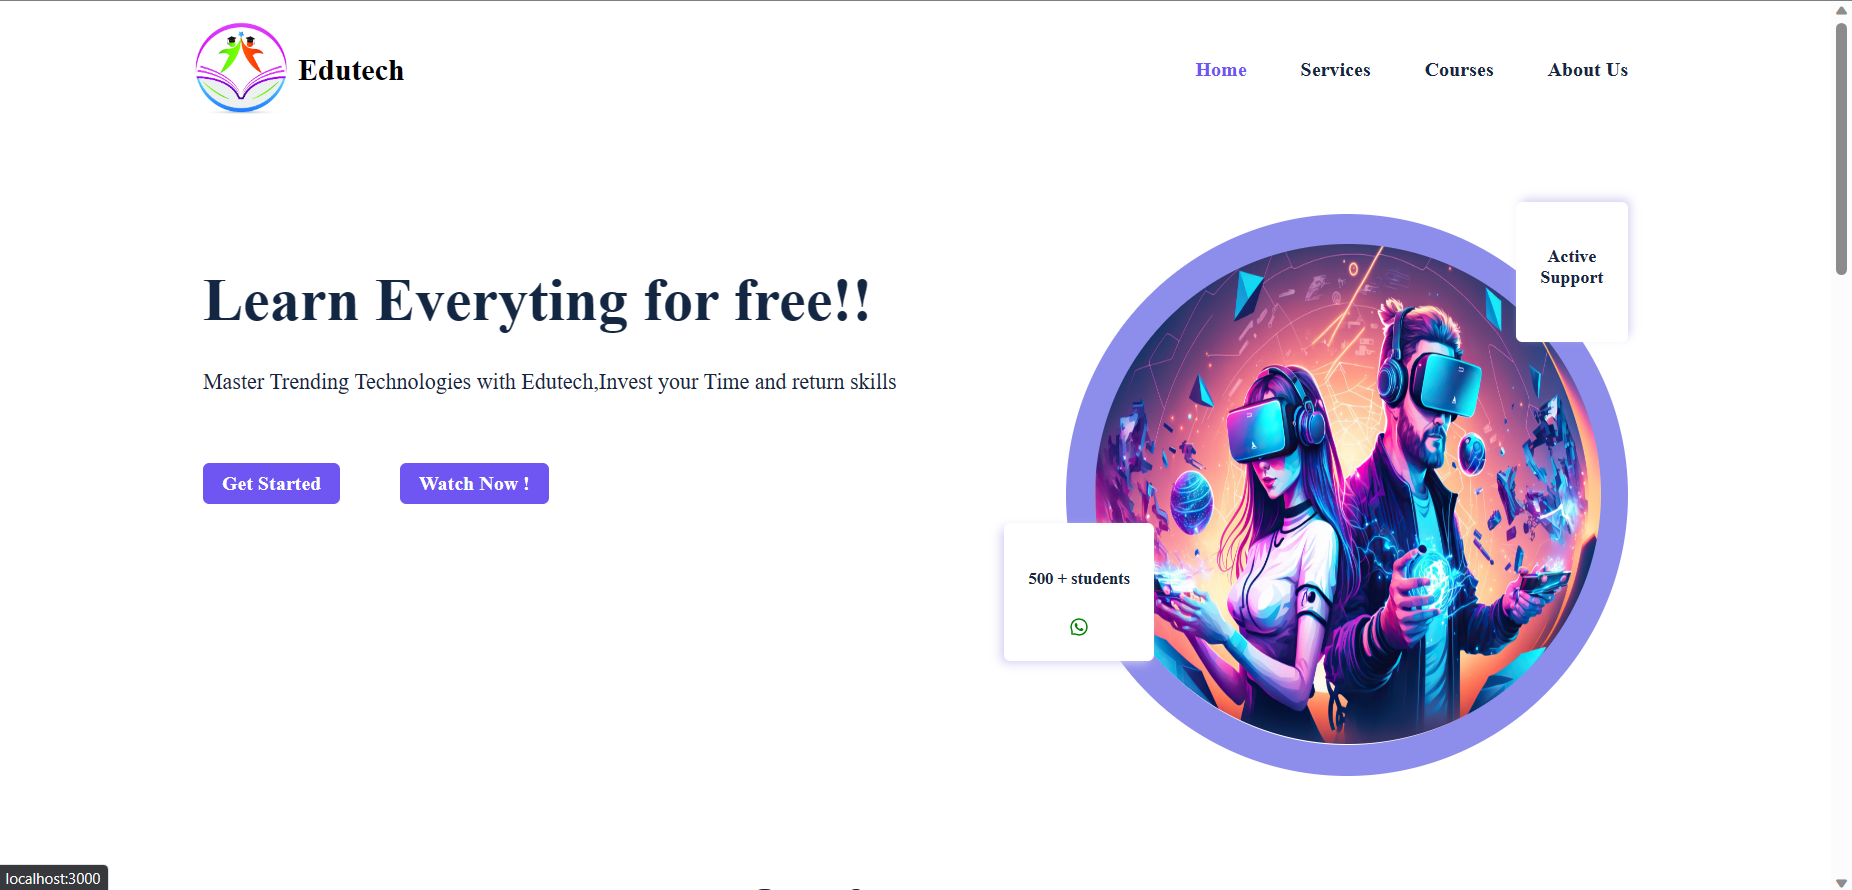 Edutech
Home Services Courses About Us
Active
Support
Learn Everyting for free!!
Master Trending Technologies with Edutech,Invest your Time and return skills
Get Started Watch Now !
500 + students
localhost:3000